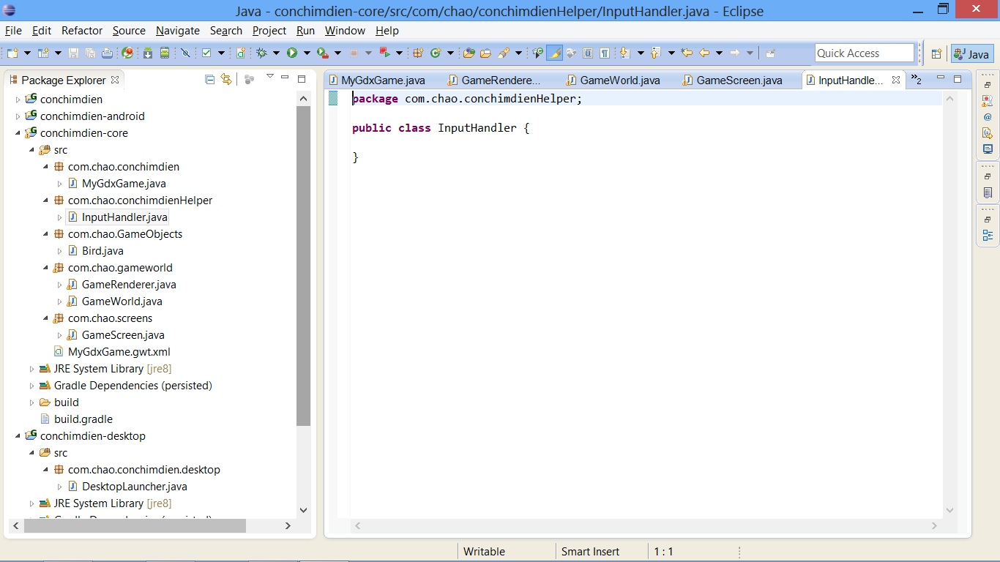 Java - conchimdien-core/src/com/chao/conchimdienHelper/InputHandler.java - Eclipse
File Edit Refactor Source Navigate Search Project Run Window Help
Quick Access
Java
Package Explorer
conchimdien
conchimdien-android
conchimdien-core
src
com.chao.conchimdien
MyGdxGame.java
com.chao.conchimdienHelper
InputHandler.java
com.chao.GameObjects
Bird.java
com.chao.gameworld
GameRenderer.java
GameWorld.java
com.chao.screens
GameScreen.java
MyGdxGame.gwt.xml
JRE System Library [jre8]
Gradle Dependencies (persisted)
build
build.gradle
conchimdien-desktop
src
com.chao.conchimdien.desktop
DesktopLauncher.java
JRE System Library [jre8]
MyGdxGame.java GameRendere... GameWorld.java GameScreen.java InputHandle... »2
package com.chao.conchimdienHelper;
public class InputHandler {
}
Writable Smart Insert 1 : 1